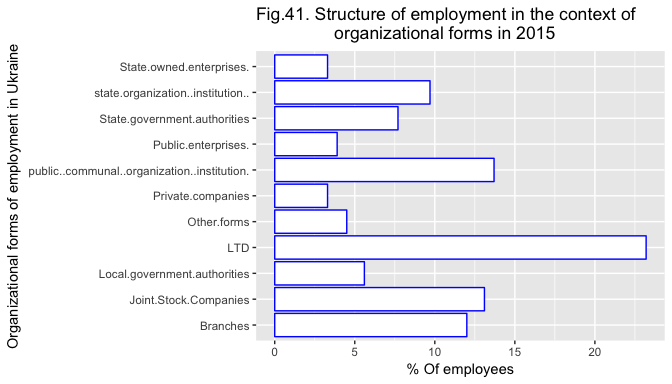 Fig.41. Structure of employment in the context of
organizational forms in 2015
Organizational forms of employment in Ukraine
State.owned.enterprises.
state.organization..institution..
State.government.authorities
Public.enterprises.
public..communal..organization..institution.
Private.companies
Other.forms
LTD
Local.government.authorities
Joint.Stock.Companies
Branches
0 5 10 15 20
% Of employees